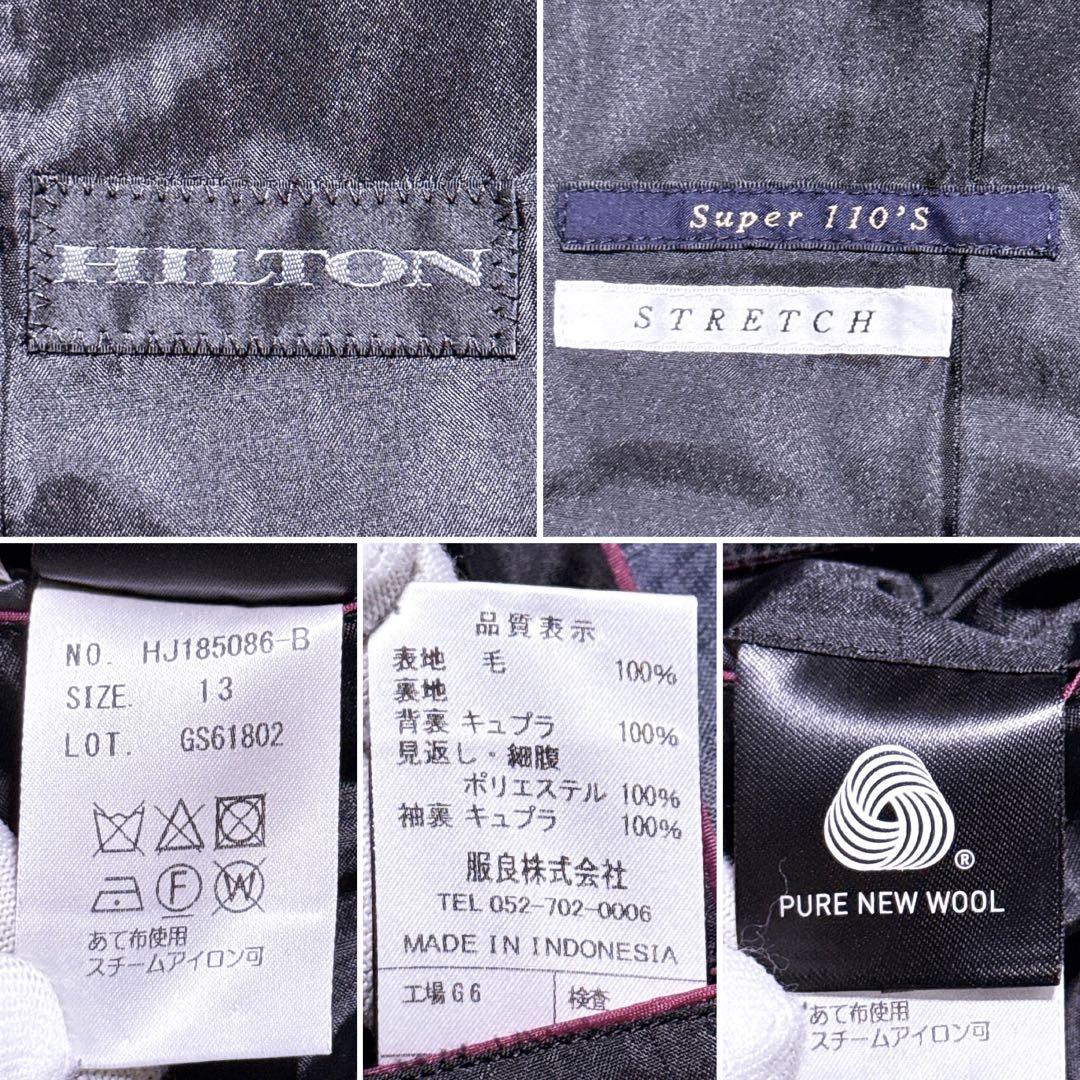 HILTON
Super 110'S
STRETCH
NO. HJ185086-B
SIZE. 13
LOT. GS61802
F W
あて布使用
スチームアイロン可
品質表示
表地 毛 100%
裏地
背裏 キュプラ 100%
見返し・細腹
ポリエステル 100%
袖裏 キュプラ 100%
服良株式会社
TEL 052-702-0006
MADE IN INDONESIA
工場 G6 検査
®
PURE NEW WOOL
あて布使用
スチームアイロン可